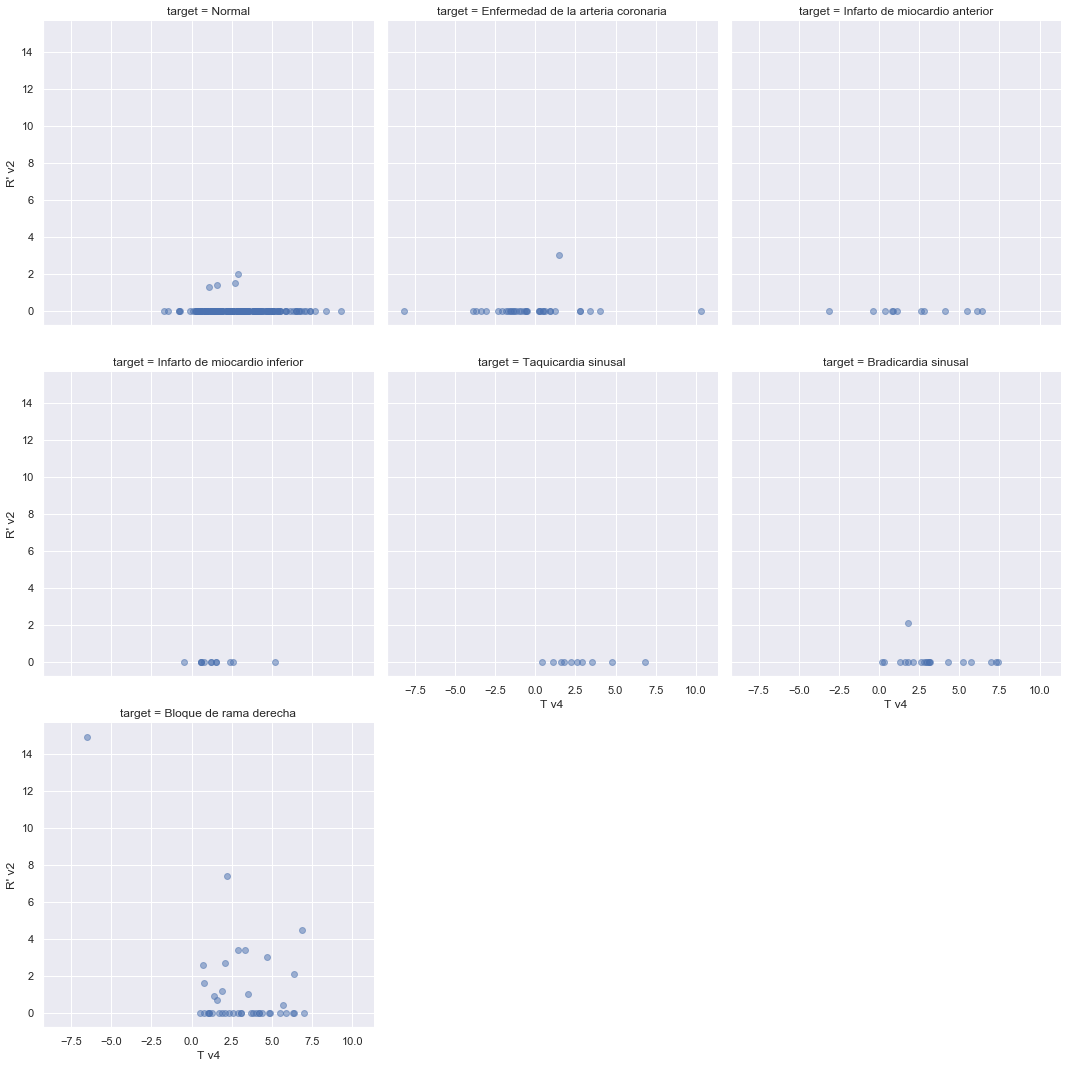 target = Normal
target = Enfermedad de la arteria coronaria
target = Infarto de miocardio anterior
14
12
10
8
6
4
2
0
R' v2
target = Infarto de miocardio inferior
target = Taquicardia sinusal
target = Bradicardia sinusal
14
12
10
8
6
4
2
0
R' v2
−7.5 −5.0 −2.5 0.0 2.5 5.0 7.5 10.0
T v4
−7.5 −5.0 −2.5 0.0 2.5 5.0 7.5 10.0
T v4
target = Bloque de rama derecha
14
12
10
8
6
4
2
0
R' v2
−7.5 −5.0 −2.5 0.0 2.5 5.0 7.5 10.0
T v4